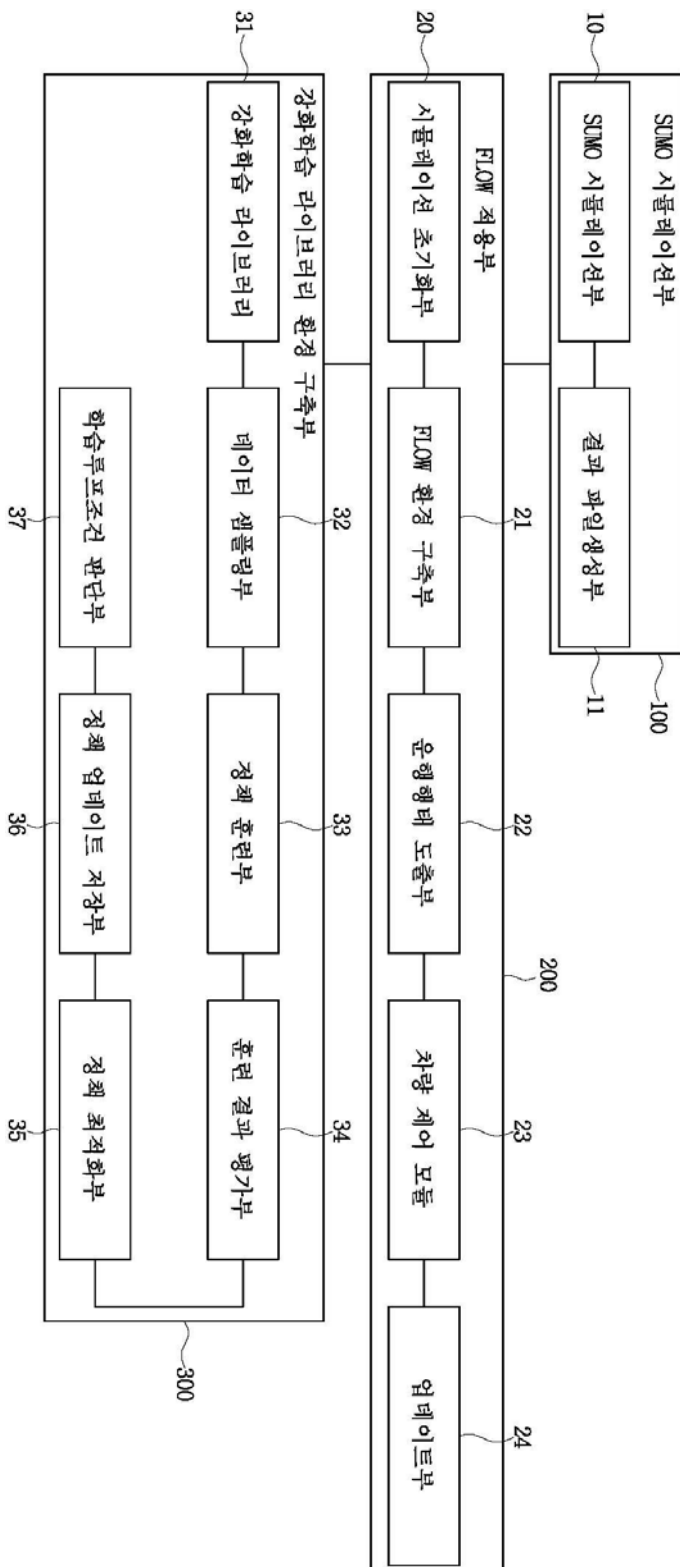 SUMO 시뮬레이션부
100
10
SUMO 시뮬레이션부
결과 파일생성부
11
FLOW 적용부
200
20
시뮬레이션 초기화부
FLOW 환경 구축부
21
운행행태 도출부
22
차량 제어 모듈
23
업데이트부
24
강화학습 라이브러리 환경 구축부
300
31
강화학습 라이브러리
데이터 샘플링부
32
정책 훈련부
33
훈련 결과 평가부
34
학습루프조건 판단부
37
정책 업데이트 저장부
36
정책 최적화부
35